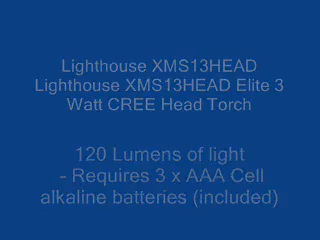 Lighthouse XMS13HEAD
Lighthouse XMS13HEAD Elite 3
Watt CREE Head Torch
120 Lumens of light
- Requires 3 x AAA Cell
alkaline batteries (included)